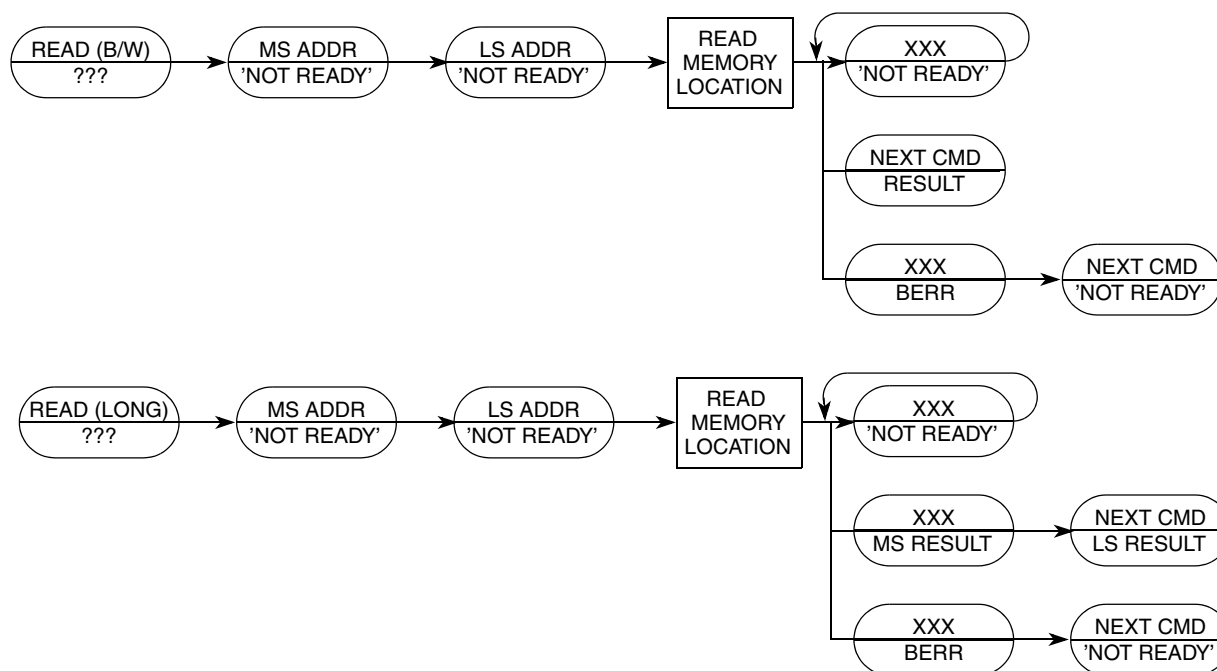 READ (B/W)
???
MS ADDR
'NOT READY'
LS ADDR
'NOT READY'
READ
MEMORY
LOCATION
XXX
'NOT READY'
NEXT CMD
RESULT
XXX
BERR
NEXT CMD
'NOT READY'
READ (LONG)
???
MS ADDR
'NOT READY'
LS ADDR
'NOT READY'
READ
MEMORY
LOCATION
XXX
'NOT READY'
XXX
MS RESULT
NEXT CMD
LS RESULT
XXX
BERR
NEXT CMD
'NOT READY'